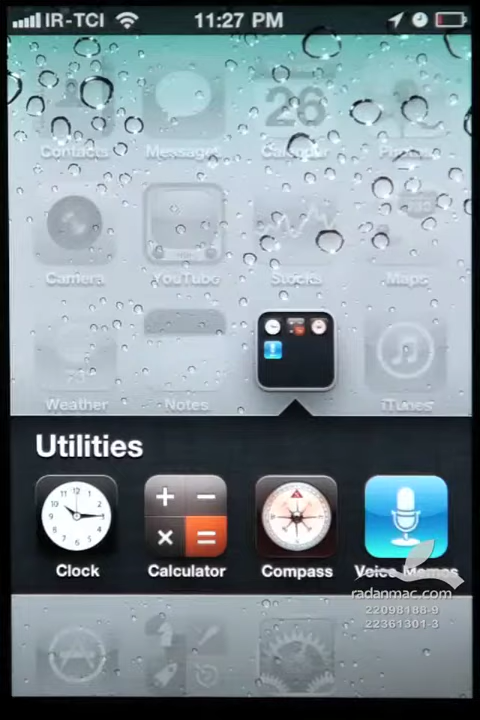 IR-TCI 11:27 PM
Contacts Messages Calendar Photos
26
Camera YouTube Stocks Maps
Weather Notes iTunes
Utilities
Clock Calculator Compass Voice Memos
radanmac.com
22098188-9
22361301-3